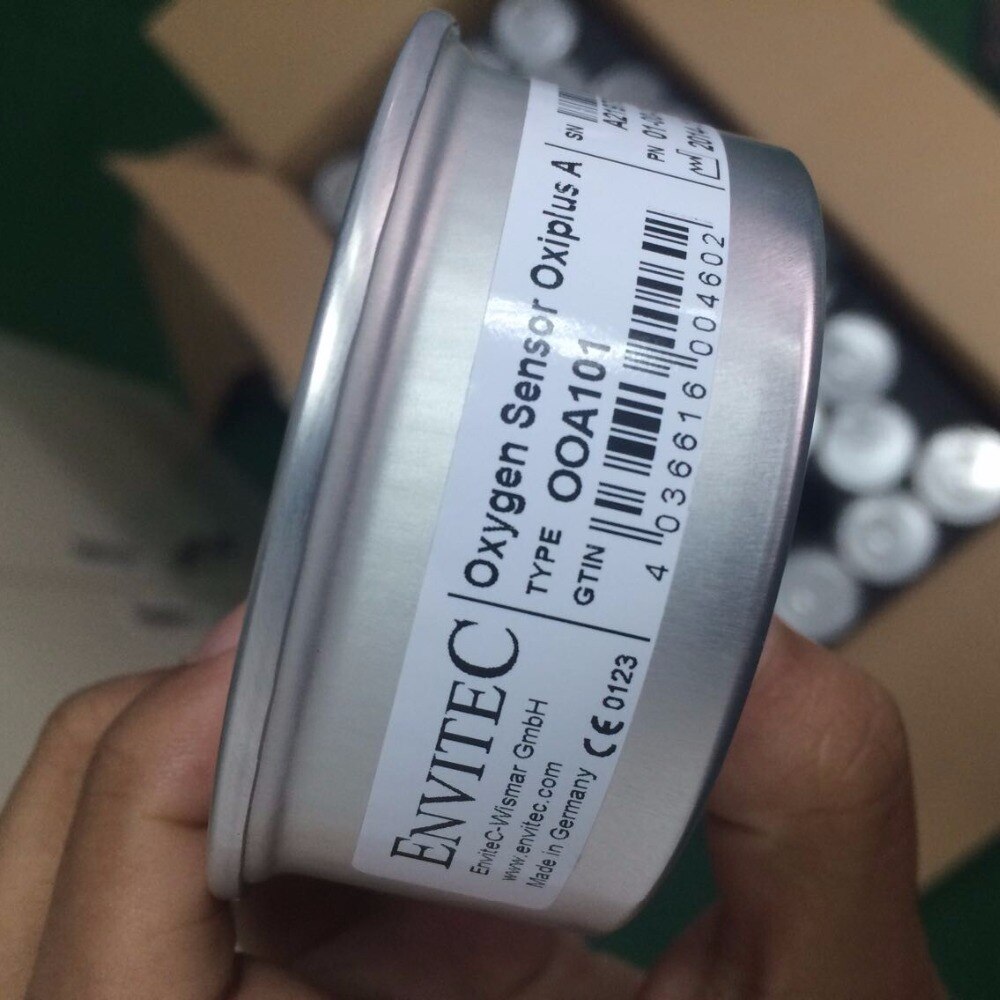 ENVITEC
EnviteC-Wismar GmbH
www.envitec.com
Made in Germany CE 0123
Oxygen Sensor Oxiplus A
TYPE OOA101
GTIN
4 036616 004602
SN
PN